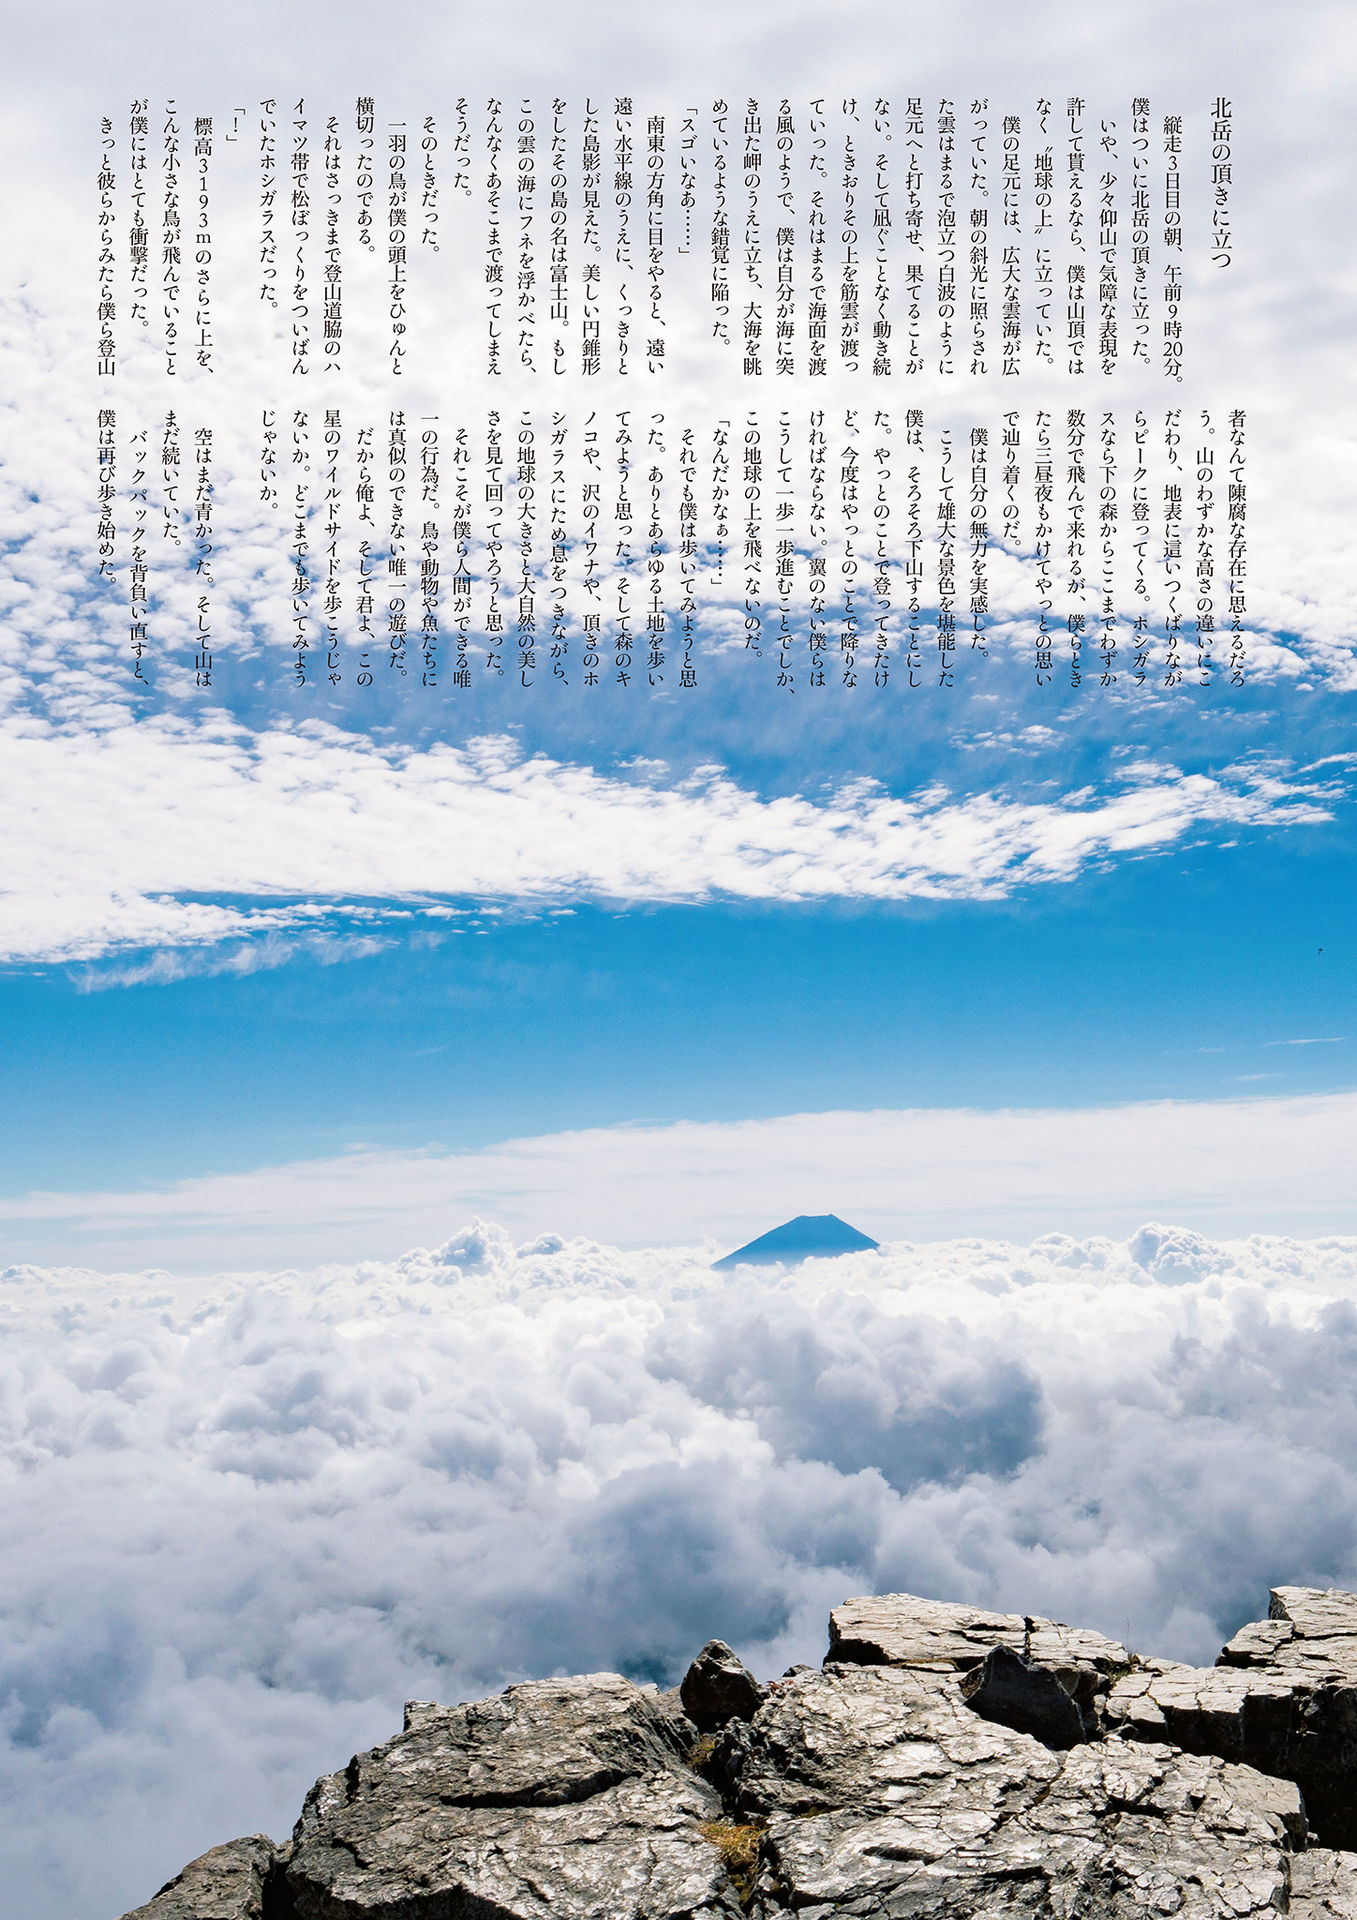 北岳の頂きに立つ
縦走3日目の朝、午前9時20分。
僕はついに北岳の頂きに立った。
いや、少々仰山で気障な表現を
許して貰えるなら、僕は山頂では
なく〝地球の上〟に立っていた。
僕の足元には、広大な雲海が広
がっていた。朝の斜光に照らされ
た雲はまるで泡立つ白波のように
足元へと打ち寄せ、果てることが
ない。そして凪ぐことなく動き続
け、ときおりその上を筋雲が渡っ
ていった。それはまるで海面を渡
る風のようで、僕は自分が海に突
き出た岬のうえに立ち、大海を眺
めているような錯覚に陥った。
「スゴいなあ……」
南東の方角に目をやると、遠い
遠い水平線のうえに、くっきりと
した島影が見えた。美しい円錐形
をしたその島の名は富士山。もし
この雲の海にフネを浮かべたら、
なんなくあそこまで渡ってしまえ
そうだった。
そのときだった。
一羽の鳥が僕の頭上をひゅんと
横切ったのである。
それはさっきまで登山道脇のハ
イマツ帯で松ぼっくりをついばん
でいたホシガラスだった。
「！」
標高3193mのさらに上を、
こんな小さな鳥が飛んでいること
が僕にはとても衝撃だった。
きっと彼らからみたら僕ら登山
者なんて陳腐な存在に思えるだろ
う。山のわずかな高さの違いにこ
だわり、地表に這いつくばりなが
らピークに登ってくる。ホシガラ
スなら下の森からここまでわずか
数分で飛んで来れるが、僕らとき
たら三昼夜もかけてやっとの思い
で辿り着くのだ。
僕は自分の無力を実感した。
こうして雄大な景色を堪能した
僕は、そろそろ下山することにし
た。やっとのことで登ってきたけ
ど、今度はやっとのことで降りな
ければならない。翼のない僕らは
こうして一歩一歩進むことでしか、
この地球の上を飛べないのだ。
「なんだかなぁ……」
それでも僕は歩いてみようと思
った。ありとあらゆる土地を歩い
てみようと思った。そして森のキ
ノコや、沢のイワナや、頂きのホ
シガラスにため息をつきながら、
この地球の大きさと大自然の美し
さを見て回ってやろうと思った。
それこそが僕ら人間ができる唯
一の行為だ。鳥や動物や魚たちに
は真似のできない唯一の遊びだ。
だから俺よ、そして君よ、この
星のワイルドサイドを歩こうじゃ
ないか。どこまでも歩いてみよう
じゃないか。
空はまだ青かった。そして山は
まだ続いていた。
バックパックを背負い直すと、
僕は再び歩き始めた。